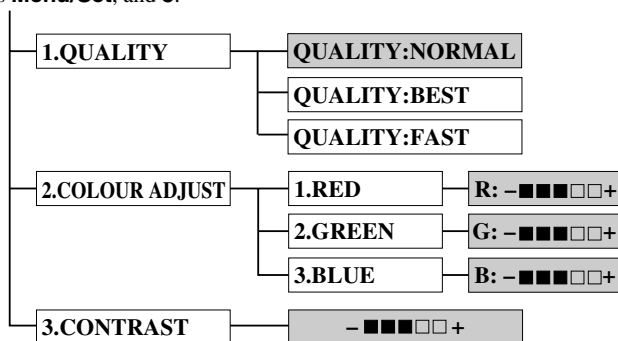 Menu/Set, and
1.QUALITY
QUALITY:NORMAL
QUALITY:BEST
QUALITY:FAST
2.COLOUR ADJUST
1.RED
R: –■■■□□+
2.GREEN
G: –■■■□□+
3.BLUE
B: –■■■□□+
3.CONTRAST
–■■■□□+